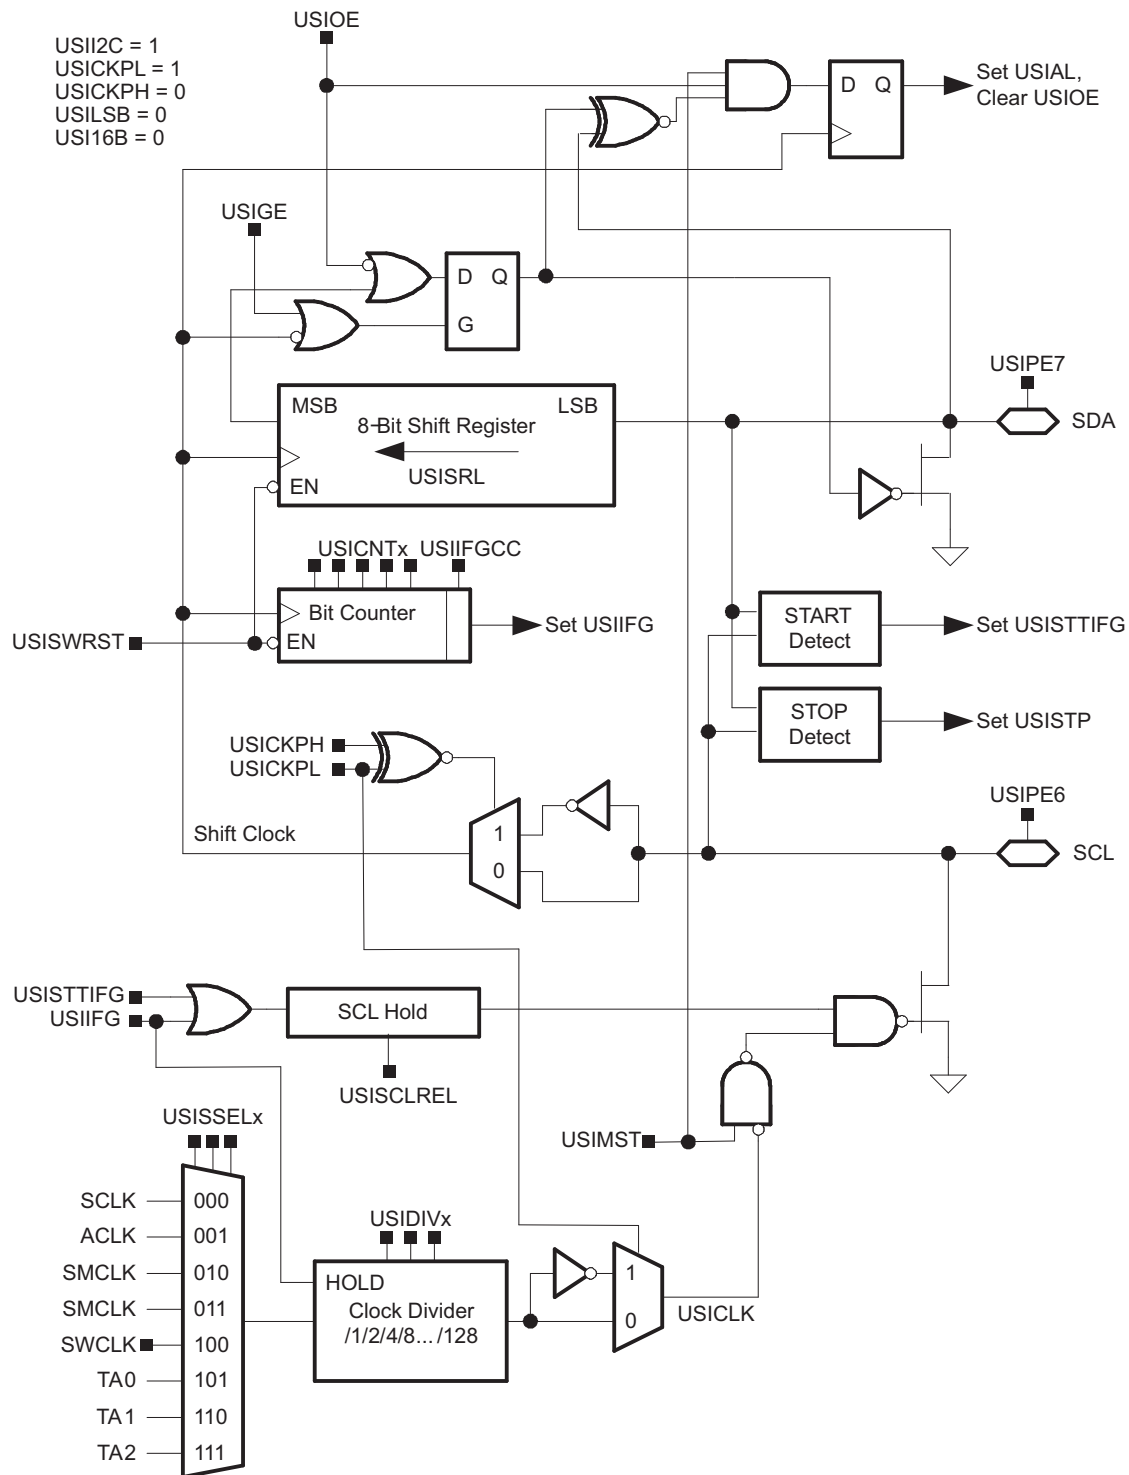 USIOE
USII2C = 1
USICKPL = 1
USICKPH = 0
USILSB = 0
USI16B = 0
D Q
Set USIAL,
Clear USIOE
USIGE
D Q
G
USIPE7
MSB
LSB
8-Bit Shift Register
USISRL
EN
SDA
USICNTx
USIIFGCC
Bit Counter
EN
Set USIIFG
USISWRST
START
Detect
Set USISTTIFG
STOP
Detect
Set USISTP
USICKPH
USICKPL
USIPE6
Shift Clock
1
0
SCL
USISTTIFG
USIIFG
SCL Hold
USISCLREL
USISSELx
USIMST
SCLK
000
ACLK
001
SMCLK
010
SMCLK
011
SWCLK
100
TA0
101
TA1
110
TA2
111
USIDIVx
HOLD
Clock Divider
/1/2/4/8... /128
1
0
USICLK